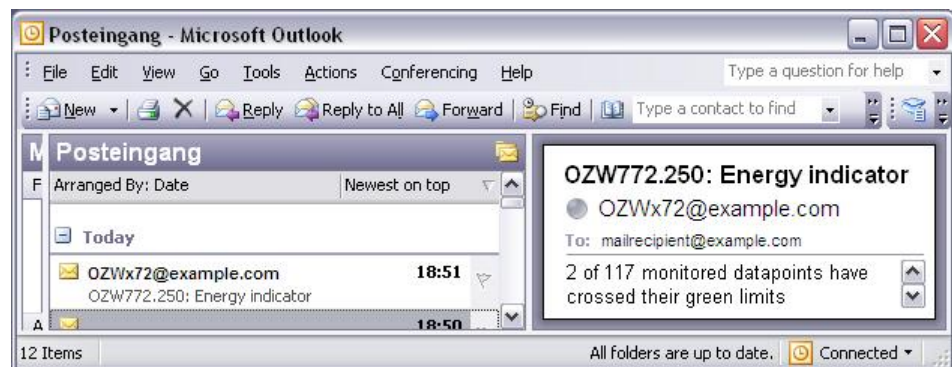 Posteingang - Microsoft Outlook
File Edit View Go Tools Actions Conferencing Help Type a question for help
New Reply Reply to All Forward Find Type a contact to find
M Posteingang
F Arranged By: Date Newest on top
Today
OZWx72@example.com 18:51
OZW772.250: Energy indicator
A 18:50
OZW772.250: Energy indicator
OZWx72@example.com
To: mailrecipient@example.com
2 of 117 monitored datapoints have
crossed their green limits
12 Items All folders are up to date. Connected